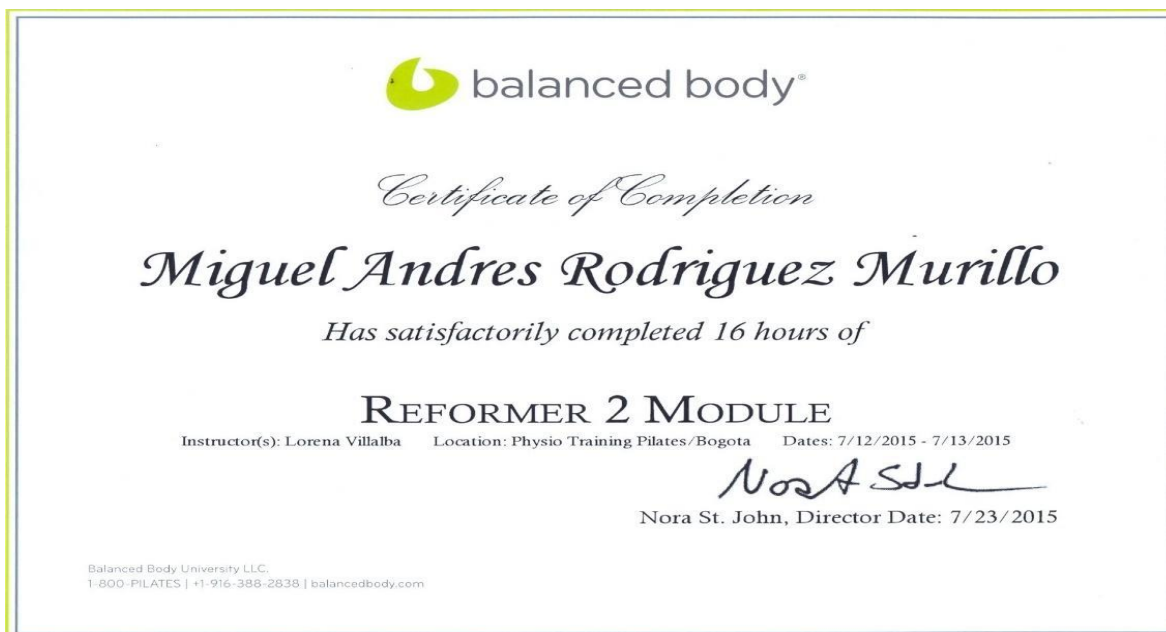 balanced body®
Certificate of Completion
Miguel Andres Rodriguez Murillo
Has satisfactorily completed 16 hours of
REFORMER 2 MODULE
Instructor(s): Lorena Villalba Location: Physio Training Pilates/Bogota Dates: 7/12/2015 - 7/13/2015
Nora St. John, Director Date: 7/23/2015
Balanced Body University LLC.
1-800-PILATES | +1-916-388-2838 | balancedbody.com